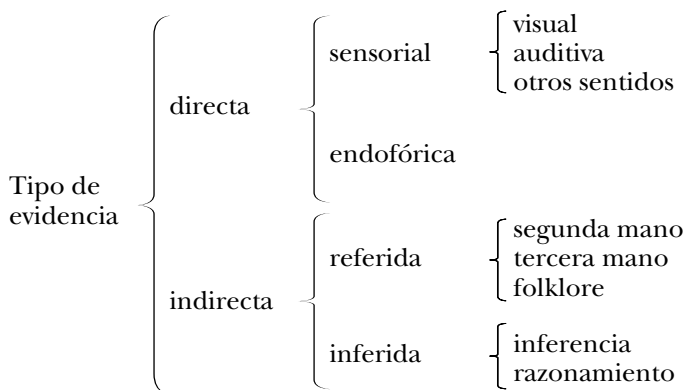 Tipo de
evidencia
directa
sensorial
visual
auditiva
otros sentidos
endofórica
indirecta
referida
segunda mano
tercera mano
folklore
inferida
inferencia
razonamiento